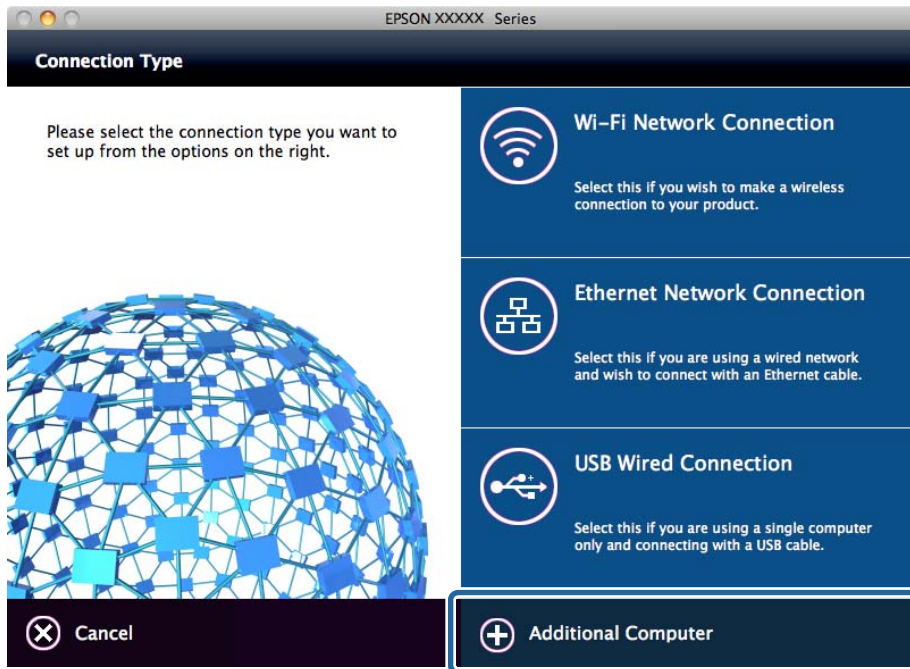 EPSON XXXXX Series
Connection Type
Please select the connection type you want to
set up from the options on the right.
Wi-Fi Network Connection
Select this if you wish to make a wireless
connection to your product.
Ethernet Network Connection
Select this if you are using a wired network
and wish to connect with an Ethernet cable.
USB Wired Connection
Select this if you are using a single computer
only and connecting with a USB cable.
Cancel
Additional Computer